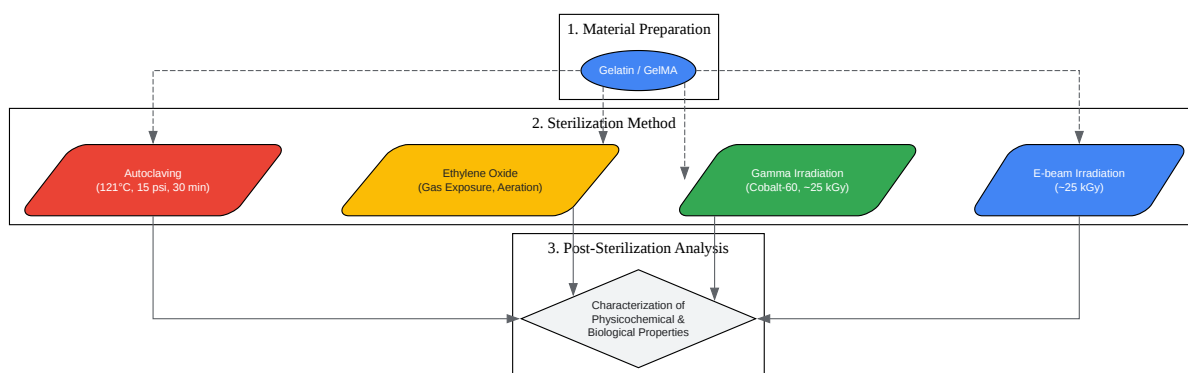 1. Material Preparation
Gelatin / GelMA
2. Sterilization Method
Autoclaving
(121°C, 15 psi, 30 min)
Ethylene Oxide
(Gas Exposure, Aeration)
Gamma Irradiation
(Cobalt-60, ~25 kGy)
E-beam Irradiation
(~25 kGy)
3. Post-Sterilization Analysis
Characterization of
Physicochemical &
Biological Properties